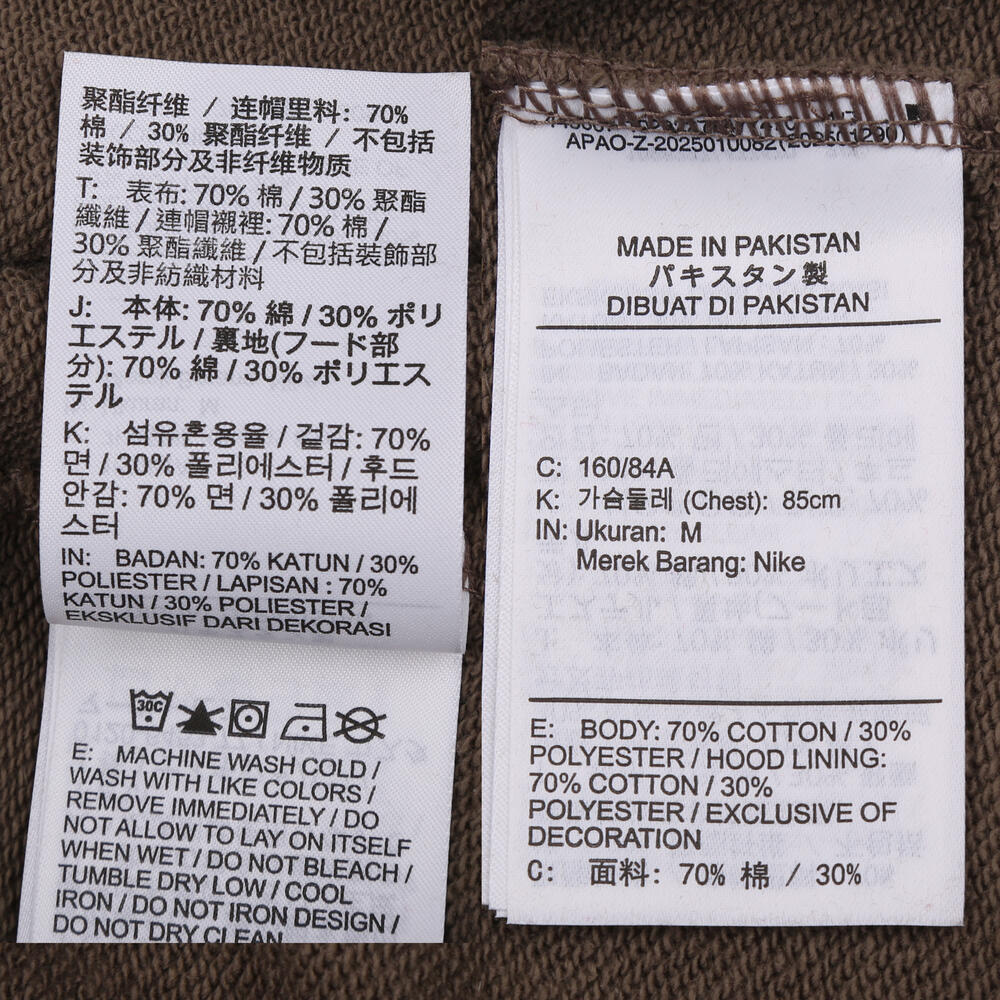 聚酯纤维 / 连帽里料: 70%
棉 / 30% 聚酯纤维 / 不包括
装饰部分及非纤维物质
T: 表布: 70% 棉 / 30% 聚酯
纖維 / 連帽襯裡: 70% 棉 /
30% 聚酯纖維 / 不包括裝飾部
分及非紡織材料
J: 本体: 70% 綿 / 30% ポリ
エステル / 裏地(フード部
分): 70% 綿 / 30% ポリエス
テル
K: 섬유혼용율 / 겉감: 70%
면 / 30% 폴리에스터 / 후드
안감: 70% 면 / 30% 폴리에
스터
IN: BADAN: 70% KATUN / 30%
POLIESTER / LAPISAN : 70%
KATUN / 30% POLIESTER /
EKSKLUSIF DARI DEKORASI
30C
E: MACHINE WASH COLD /
WASH WITH LIKE COLORS /
REMOVE IMMEDIATELY / DO
NOT ALLOW TO LAY ON ITSELF
WHEN WET / DO NOT BLEACH /
TUMBLE DRY LOW / COOL
IRON / DO NOT IRON DESIGN /
DO NOT DRY CLEAN
APAO-Z-2025010082(202501290)
MADE IN PAKISTAN
パキスタン製
DIBUAT DI PAKISTAN
C: 160/84A
K: 가슴둘레 (Chest): 85cm
IN: Ukuran: M
Merek Barang: Nike
E: BODY: 70% COTTON / 30%
POLYESTER / HOOD LINING:
70% COTTON / 30%
POLYESTER / EXCLUSIVE OF
DECORATION
C: 面料: 70% 棉 / 30%